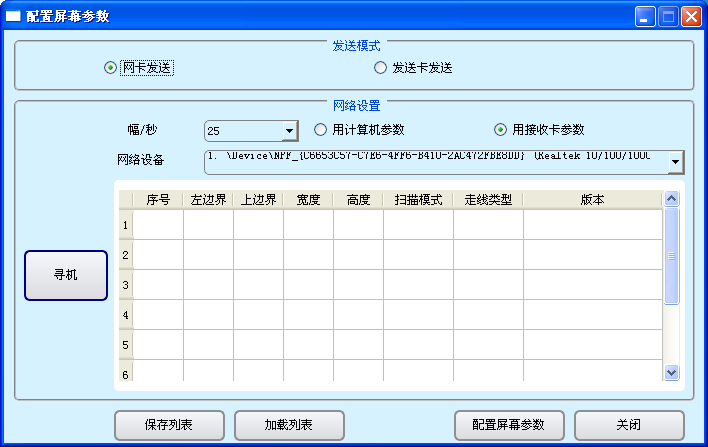 配置屏幕参数
发送模式
网卡发送 发送卡发送
网络设置
幅/秒 25 用计算机参数 用接收卡参数
网络设备 1. \Device\NPF_{C6653C57-C7E6-4FF6-B410-2AC472FBE8DD} (Realtek 10/100/1000
序号 左边界 上边界 宽度 高度 扫描模式 走线类型 版本
1
2
寻机
3
4
5
6
保存列表 加载列表 配置屏幕参数 关闭